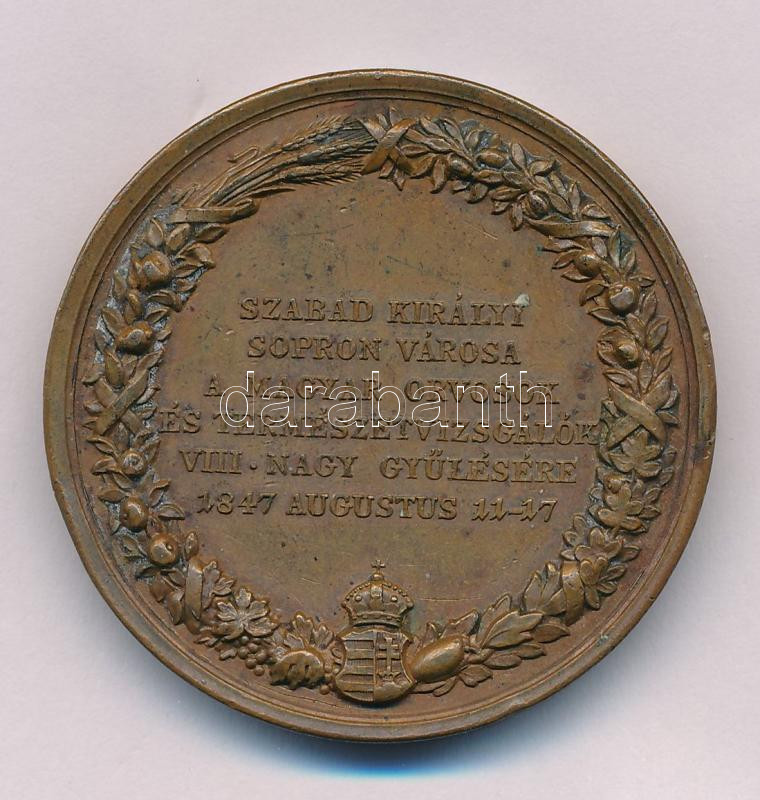 SZABAD KIRÁLYI
SOPRON VÁROSA
A MAGYAR ORVOSOK
ÉS TERMÉSZETVIZSGÁLÓK
VIII · NAGY GYŰLÉSÉRE
1847 AUGUSTUS 11–17
darabanth